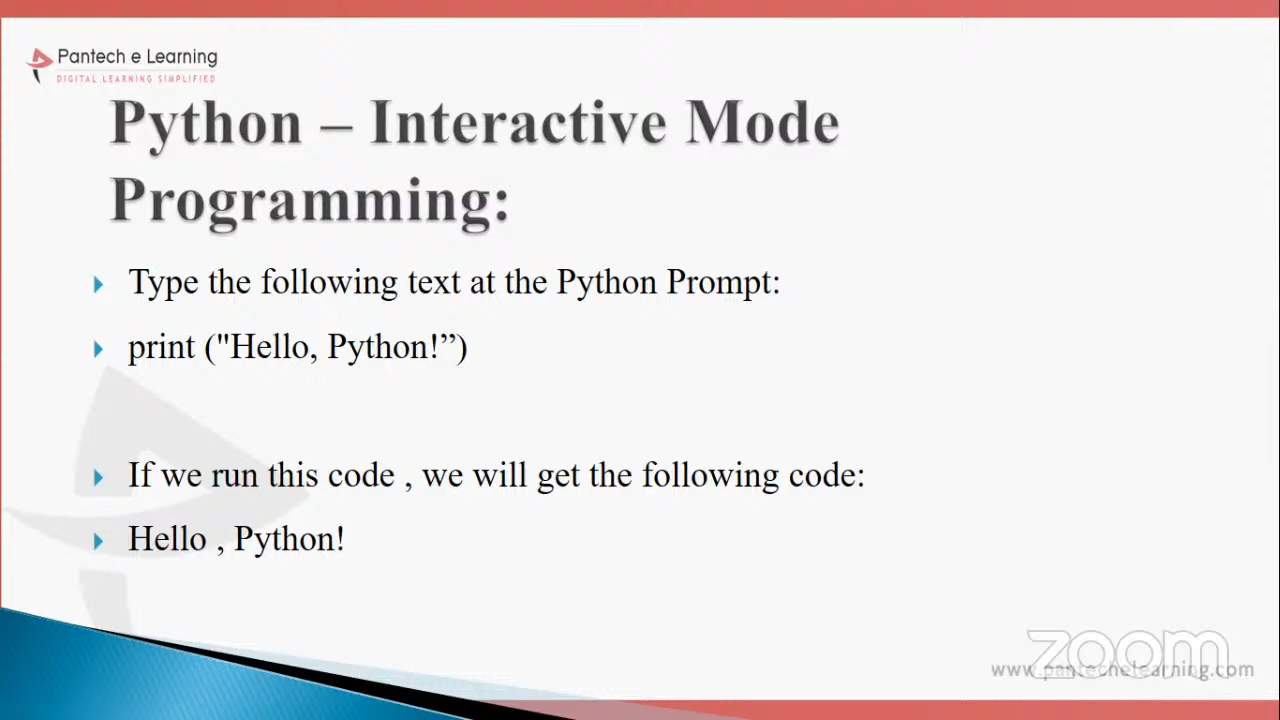 Pantech e Learning
DIGITAL LEARNING SIMPLIFIED
Python – Interactive Mode
Programming:
Type the following text at the Python Prompt:
print ("Hello, Python!”)
If we run this code , we will get the following code:
Hello , Python!
zoom
www.pantechelearning.com